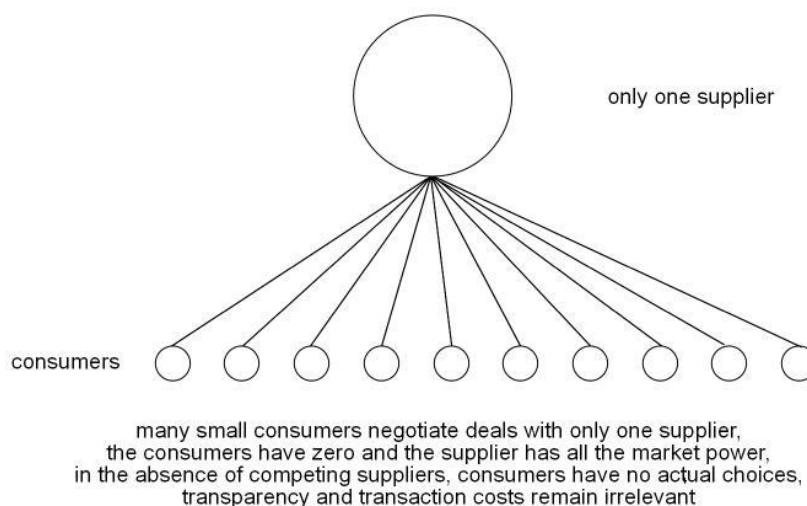 only one supplier
consumers
many small consumers negotiate deals with only one supplier,
the consumers have zero and the supplier has all the market power,
in the absence of competing suppliers, consumers have no actual choices,
transparency and transaction costs remain irrelevant